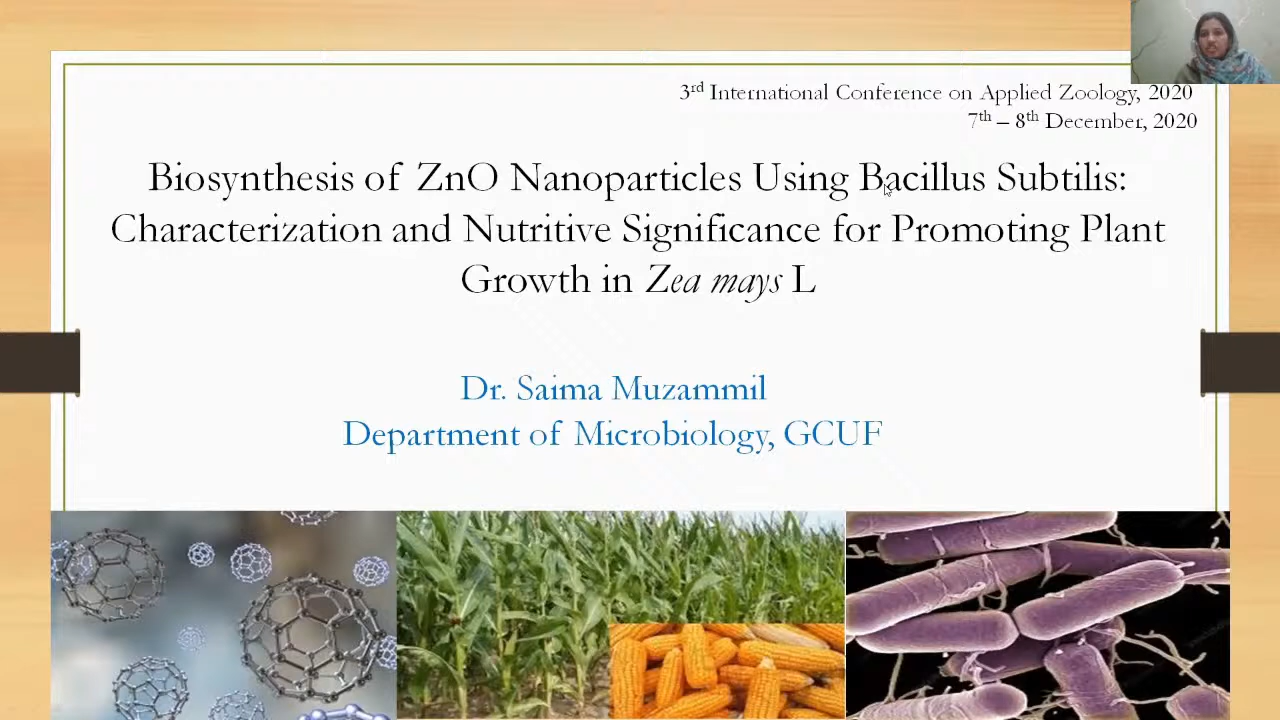 3rd International Conference on Applied Zoology, 2020
7th – 8th December, 2020
Biosynthesis of ZnO Nanoparticles Using Bacillus Subtilis:
Characterization and Nutritive Significance for Promoting Plant
Growth in Zea mays L
Dr. Saima Muzammil
Department of Microbiology, GCUF